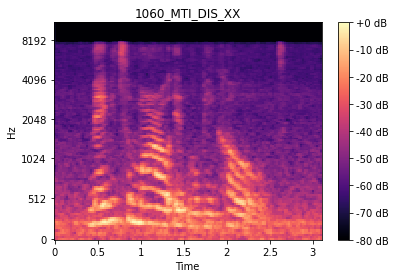 1060_MTI_DIS_XX
+0 dB
8192
-10 dB
4096
-20 dB
-30 dB
2048
-40 dB
Hz
1024
-50 dB
512
-60 dB
-70 dB
0
-80 dB
0 0.5 1 1.5 2 2.5 3
Time